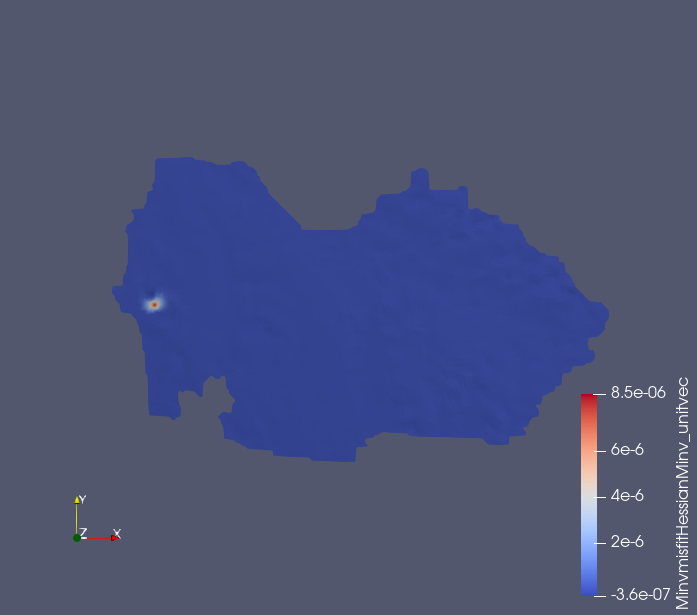 8.5e-06
6e-6
4e-6
2e-6
-3.6e-07
MinvmisfitHessianMinv_unitvec
Y
Z
X